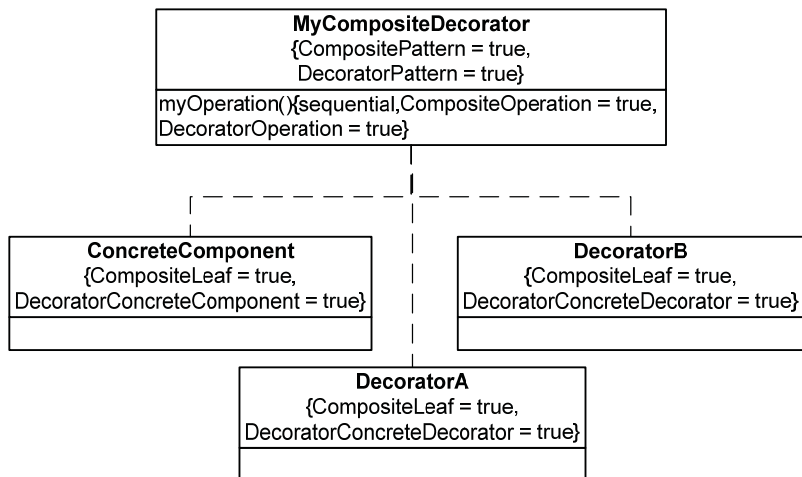 MyCompositeDecorator
{CompositePattern = true,
DecoratorPattern = true}
myOperation(){sequential,CompositeOperation = true,
DecoratorOperation = true}
ConcreteComponent
{CompositeLeaf = true,
DecoratorConcreteComponent = true}
DecoratorB
{CompositeLeaf = true,
DecoratorConcreteDecorator = true}
DecoratorA
{CompositeLeaf = true,
DecoratorConcreteDecorator = true}